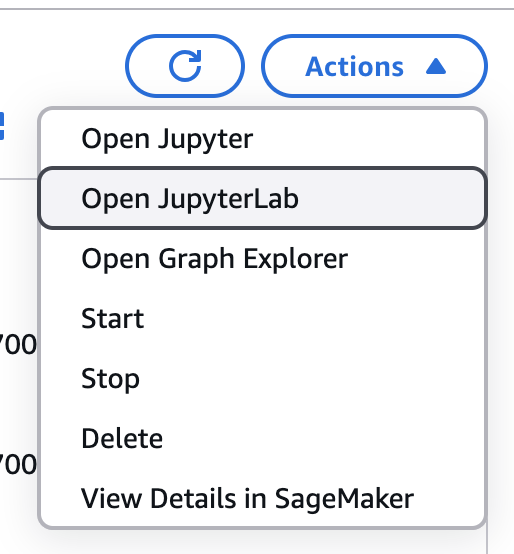 Actions
Open Jupyter
Open JupyterLab
Open Graph Explorer
Start
700
Stop
Delete
700
View Details in SageMaker